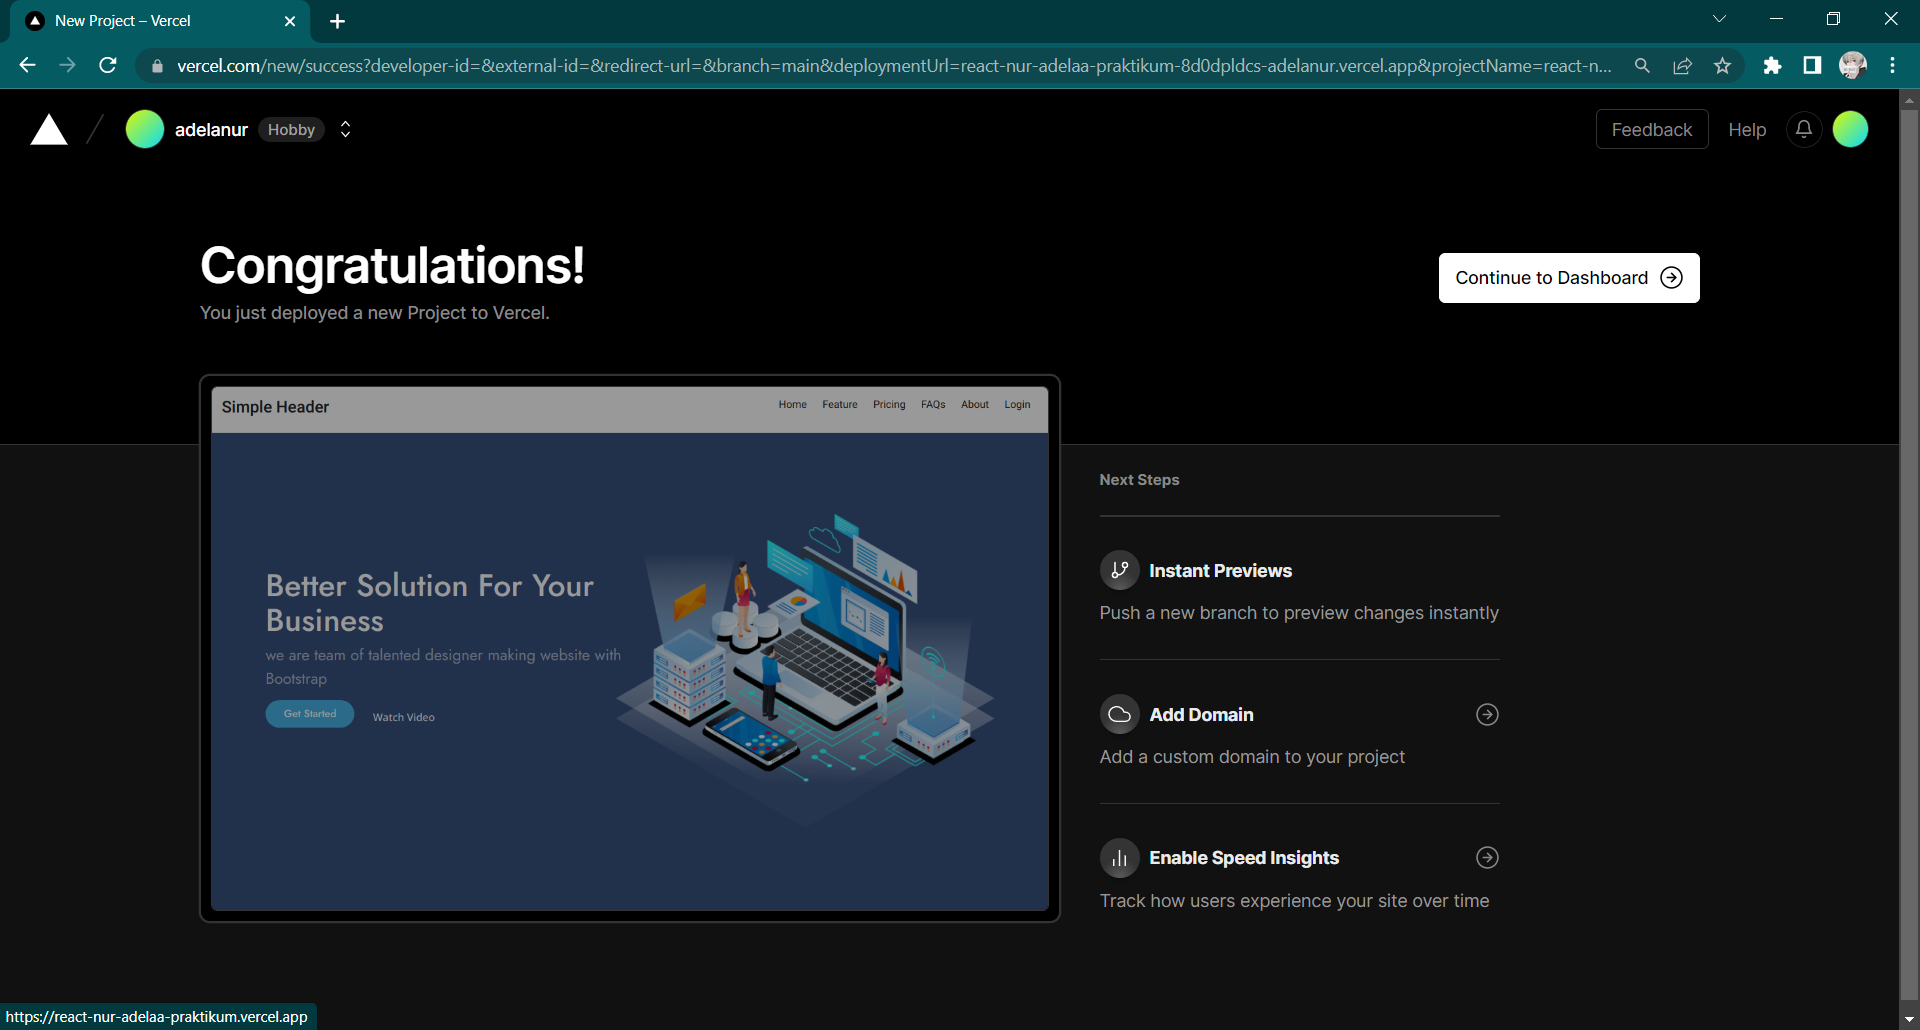 New Project – Vercel
vercel.com/new/success?developer-id=&external-id=&redirect-url=&branch=main&deploymentUrl=react-nur-adelaa-praktikum-8d0dpldcs-adelanur.vercel.app&projectName=react-n...
adelanur Hobby
Feedback Help
Congratulations!
You just deployed a new Project to Vercel.
Continue to Dashboard
Simple Header
Home Feature Pricing FAQs About Login
Better Solution For Your
Business
we are team of talented designer making website with
Bootstrap
Get Started Watch Video
Next Steps
Instant Previews
Push a new branch to preview changes instantly
Add Domain
Add a custom domain to your project
Enable Speed Insights
Track how users experience your site over time
https://react-nur-adelaa-praktikum.vercel.app